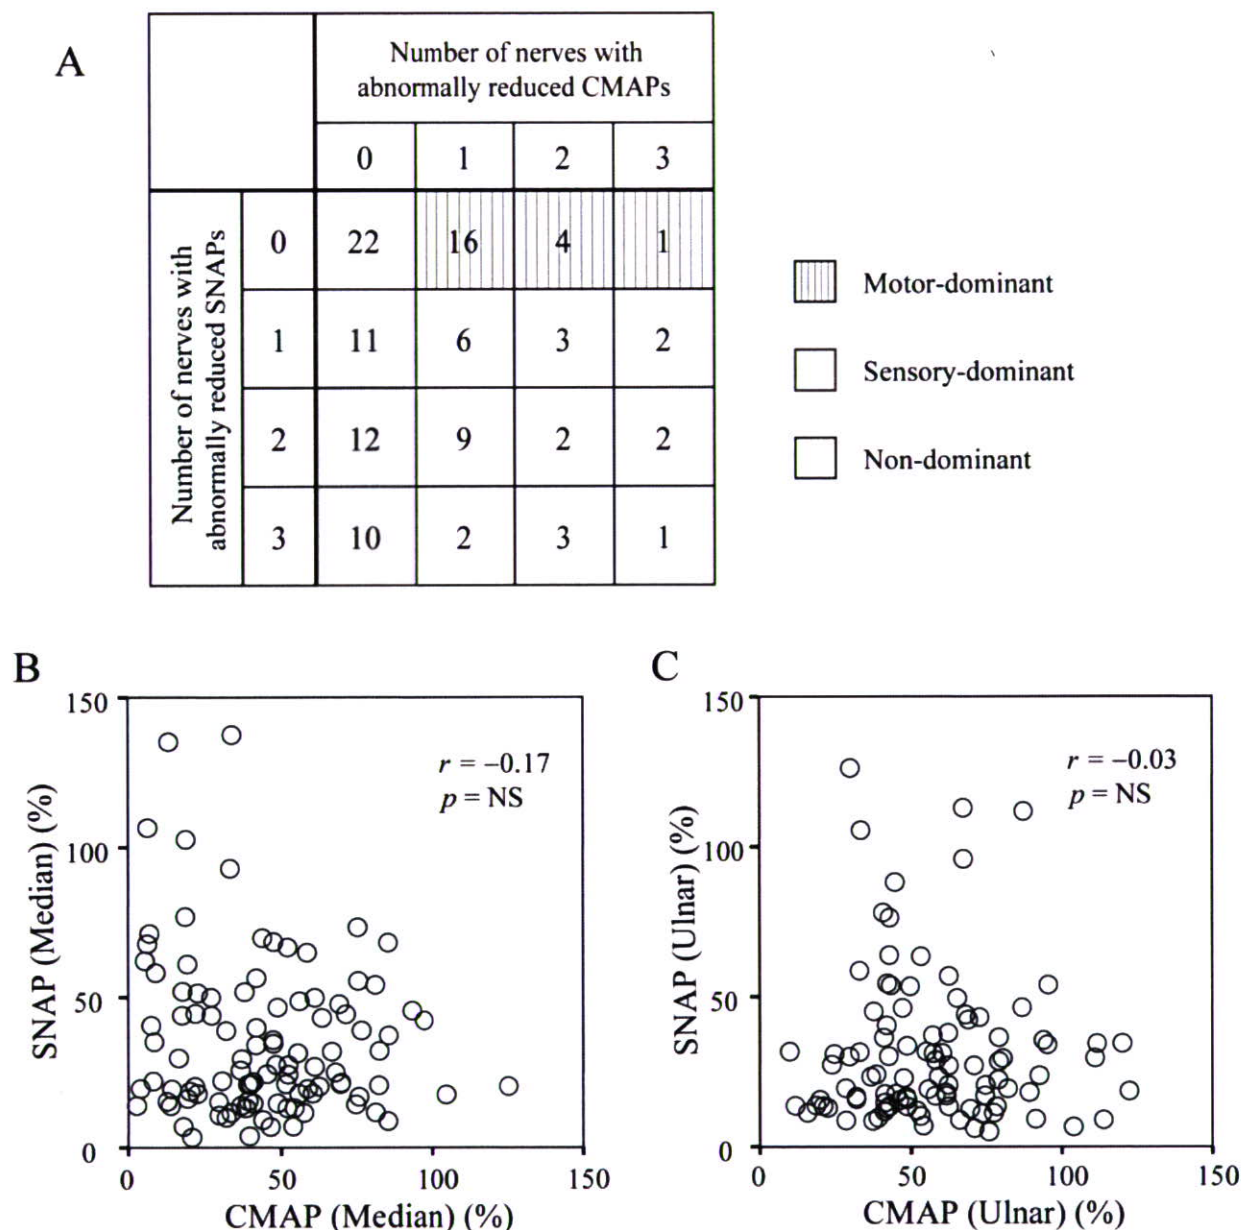 A
Number of nerves with
abnormally reduced CMAPs
0 1 2 3
Number of nerves with
abnormally reduced SNAPs
0 22 16 4 1
1 11 6 3 2
2 12 9 2 2
3 10 2 3 1
Motor-dominant
Sensory-dominant
Non-dominant
B
150
100
50
0
SNAP (Median) (%)
r = −0.17
p = NS
0 50 100 150
CMAP (Median) (%)
C
150
100
50
0
SNAP (Ulnar) (%)
r = −0.03
p = NS
0 50 100 150
CMAP (Ulnar) (%)